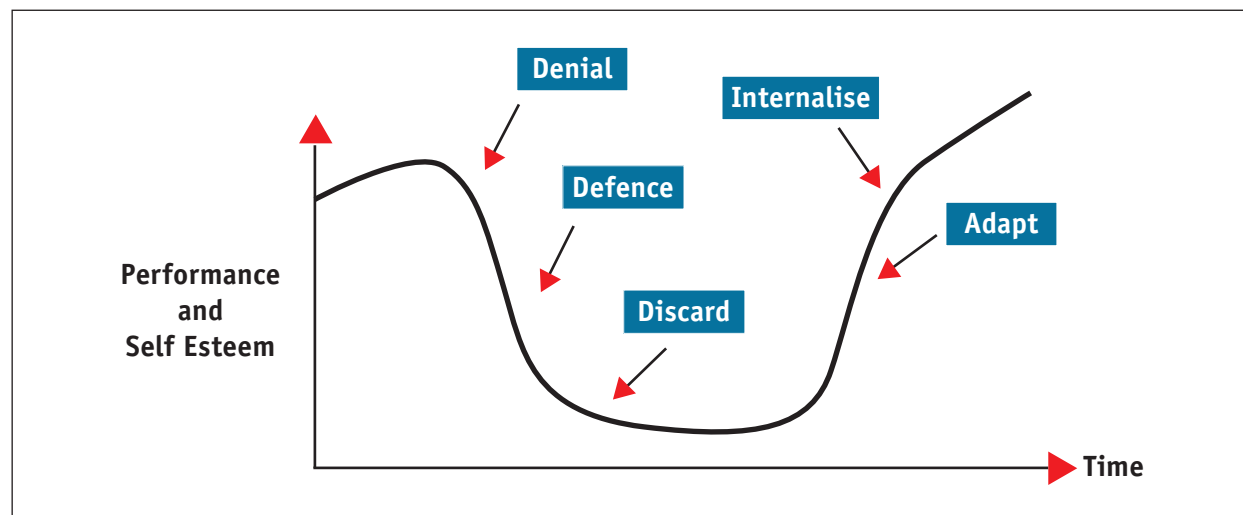 Denial
Internalise
Defence
Adapt
Performance
and
Self Esteem
Discard
Time